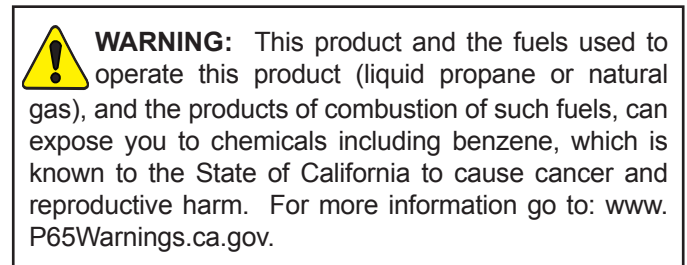 WARNING: This product and the fuels used to
operate this product (liquid propane or natural
gas), and the products of combustion of such fuels, can
expose you to chemicals including benzene, which is
known to the State of California to cause cancer and
reproductive harm. For more information go to: www.
P65Warnings.ca.gov.